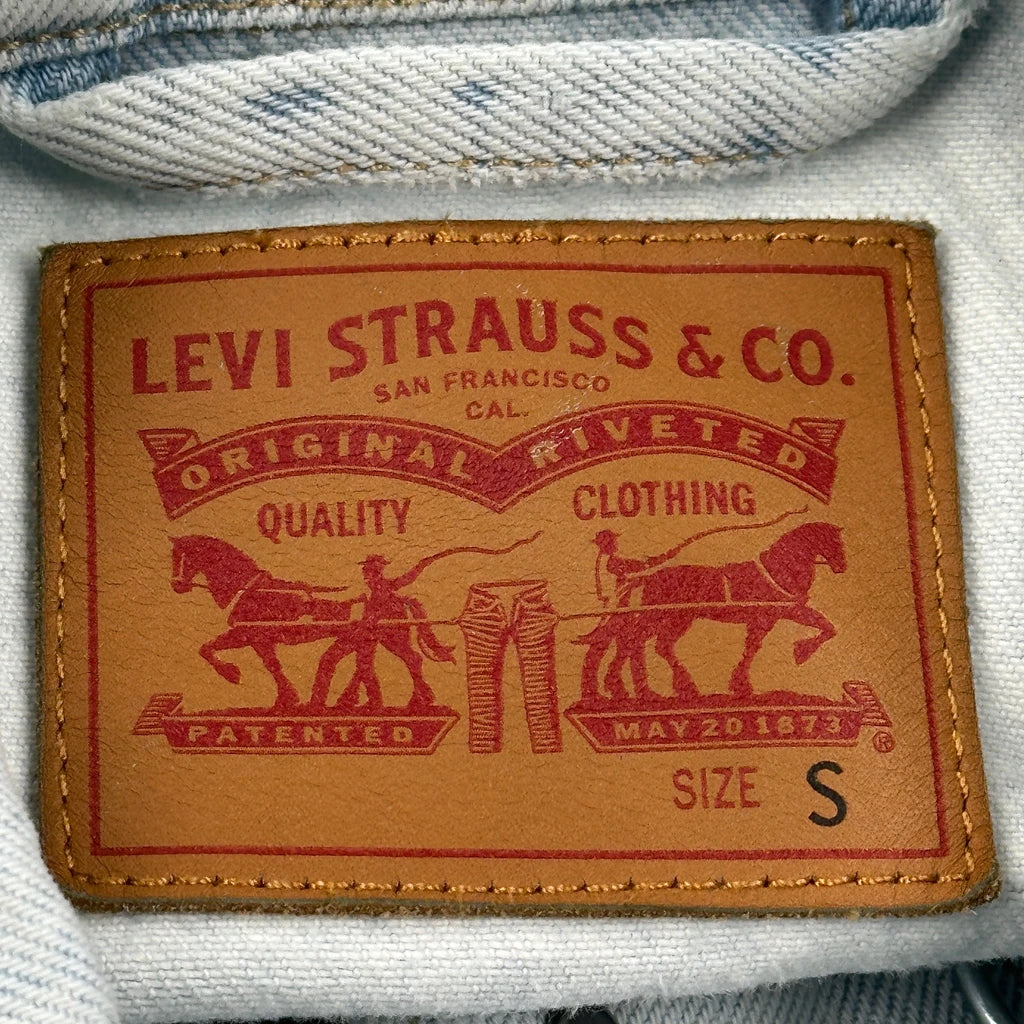 LEVI STRAUSS & CO.
SAN FRANCISCO
CAL.
ORIGINAL RIVETED
QUALITY CLOTHING
PATENTED MAY 20 1873
®
SIZE S